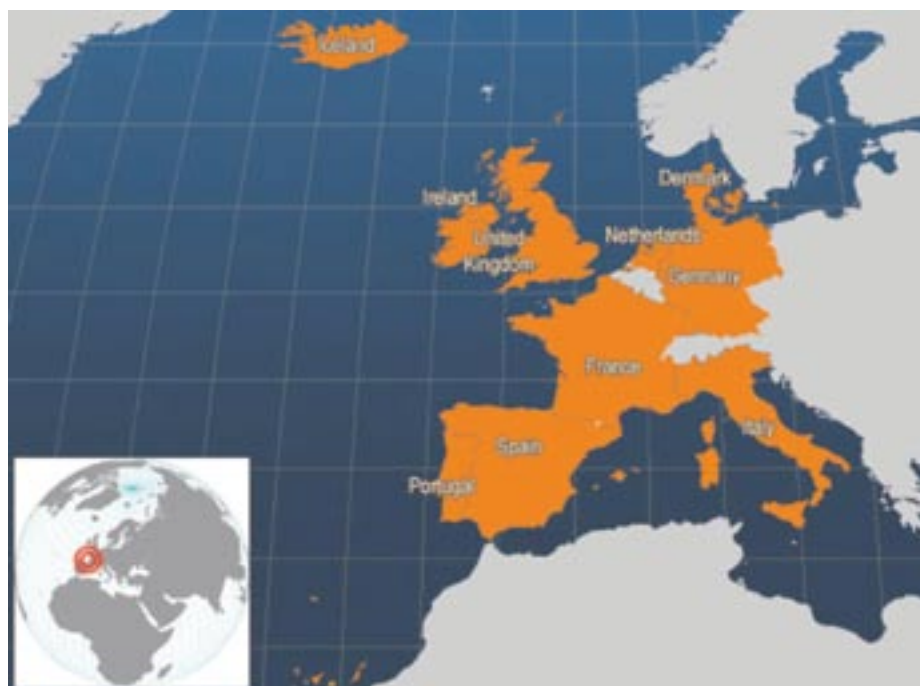 Iceland
Denmark
Ireland
Netherlands
United
Kingdom
Germany
France
Italy
Spain
Portugal